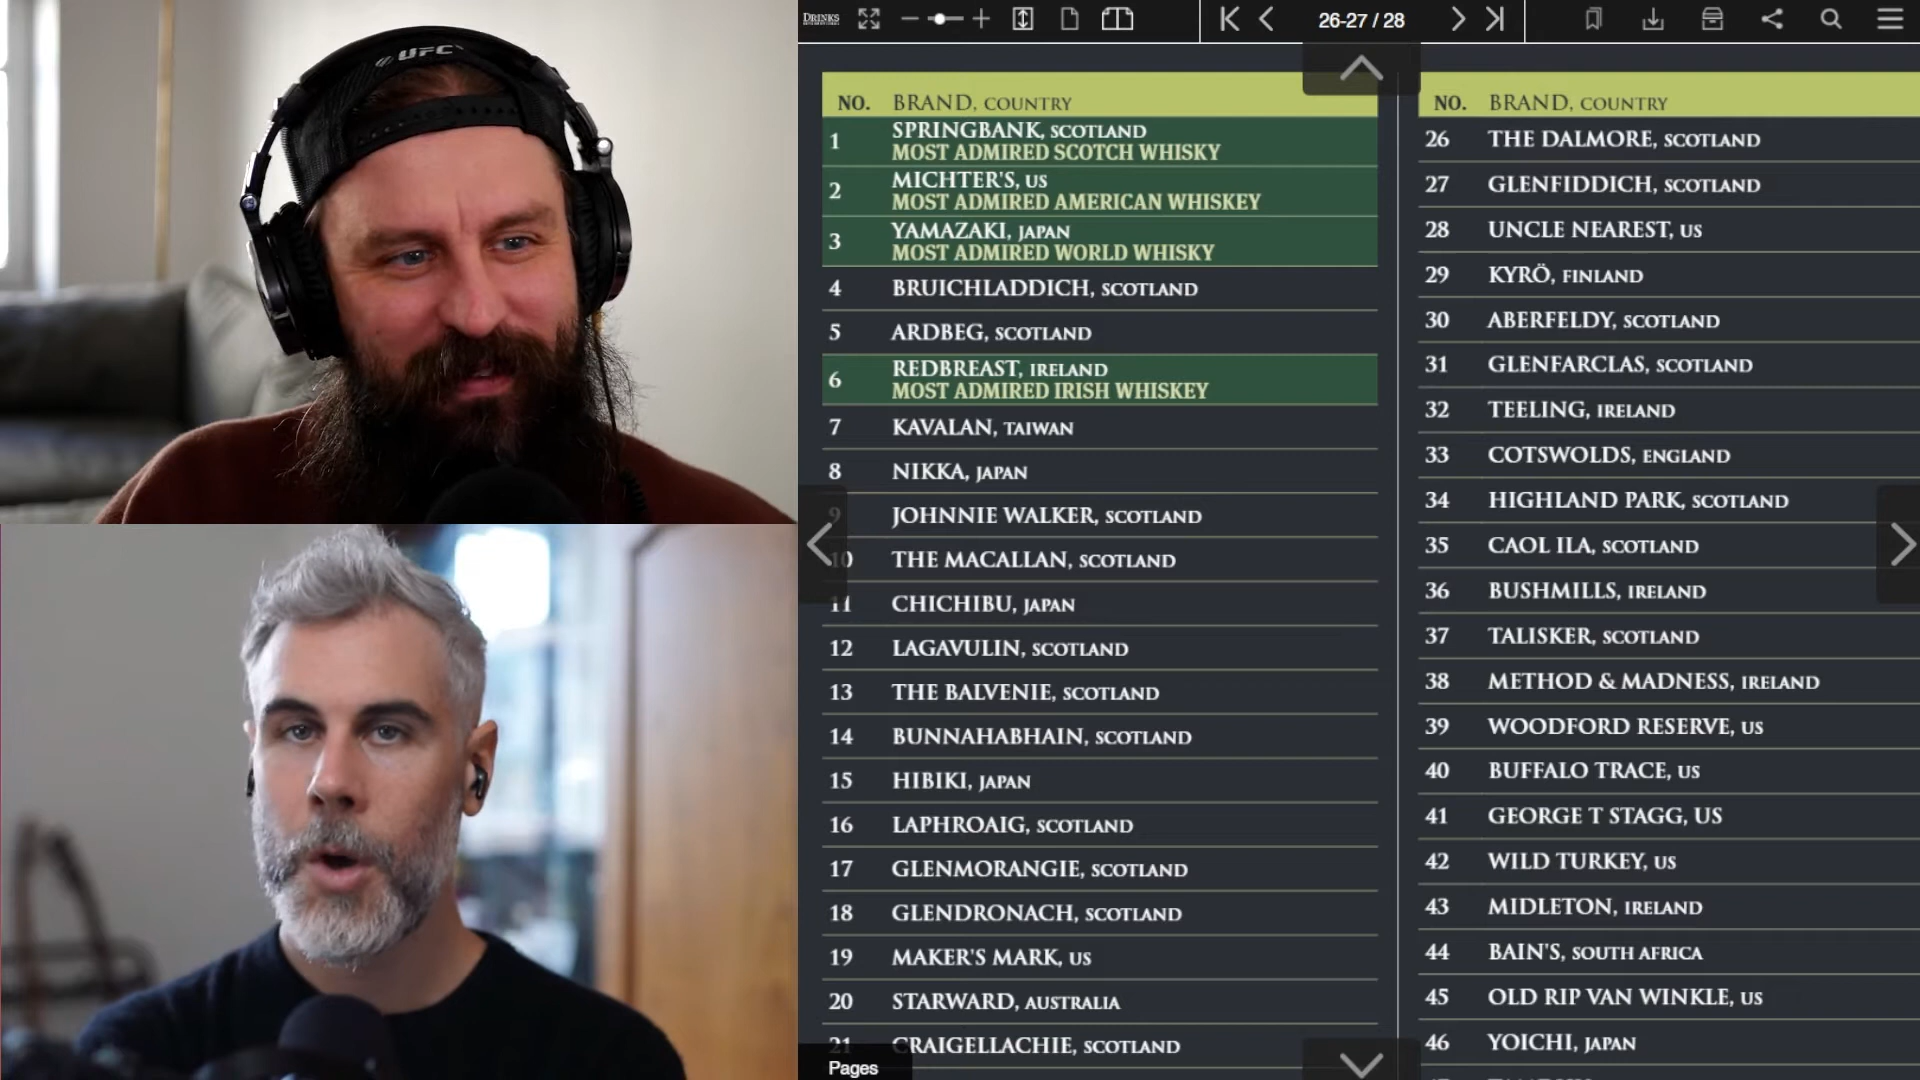 UFC
DRINKS
26-27 / 28
NO. BRAND, COUNTRY
1 SPRINGBANK, SCOTLAND
MOST ADMIRED SCOTCH WHISKY
2 MICHTER'S, US
MOST ADMIRED AMERICAN WHISKEY
3 YAMAZAKI, JAPAN
MOST ADMIRED WORLD WHISKY
4 BRUICHLADDICH, SCOTLAND
5 ARDBEG, SCOTLAND
6 REDBREAST, IRELAND
MOST ADMIRED IRISH WHISKEY
7 KAVALAN, TAIWAN
8 NIKKA, JAPAN
9 JOHNNIE WALKER, SCOTLAND
10 THE MACALLAN, SCOTLAND
11 CHICHIBU, JAPAN
12 LAGAVULIN, SCOTLAND
13 THE BALVENIE, SCOTLAND
14 BUNNAHABHAIN, SCOTLAND
15 HIBIKI, JAPAN
16 LAPHROAIG, SCOTLAND
17 GLENMORANGIE, SCOTLAND
18 GLENDRONACH, SCOTLAND
19 MAKER'S MARK, US
20 STARWARD, AUSTRALIA
21 CRAIGELLACHIE, SCOTLAND
Pages
NO. BRAND, COUNTRY
26 THE DALMORE, SCOTLAND
27 GLENFIDDICH, SCOTLAND
28 UNCLE NEAREST, US
29 KYRÖ, FINLAND
30 ABERFELDY, SCOTLAND
31 GLENFARCLAS, SCOTLAND
32 TEELING, IRELAND
33 COTSWOLDS, ENGLAND
34 HIGHLAND PARK, SCOTLAND
35 CAOL ILA, SCOTLAND
36 BUSHMILLS, IRELAND
37 TALISKER, SCOTLAND
38 METHOD & MADNESS, IRELAND
39 WOODFORD RESERVE, US
40 BUFFALO TRACE, US
41 GEORGE T STAGG, US
42 WILD TURKEY, US
43 MIDLETON, IRELAND
44 BAIN'S, SOUTH AFRICA
45 OLD RIP VAN WINKLE, US
46 YOICHI, JAPAN